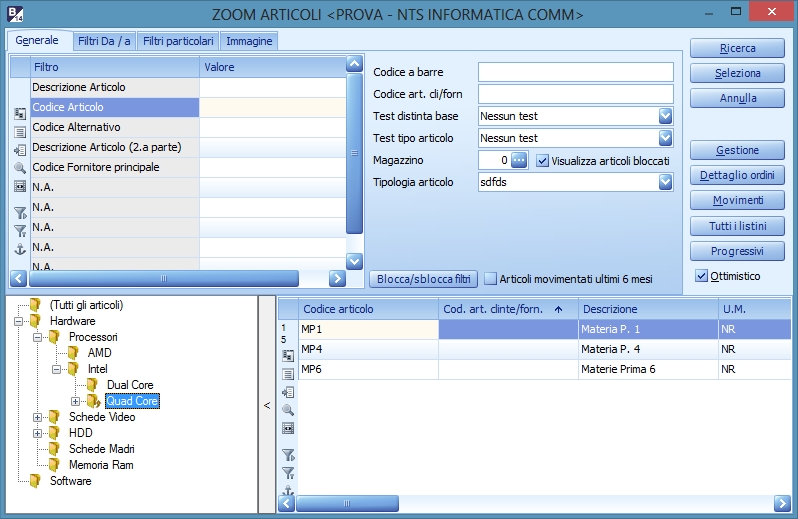 ZOOM ARTICOLI <PROVA - NTS INFORMATICA COMM>
Generale
Filtri Da / a
Filtri particolari
Immagine
Filtro Valore
Descrizione Articolo
Codice Articolo
Codice Alternativo
Descrizione Articolo (2.a parte)
Codice Fornitore principale
N.A.
N.A.
N.A.
N.A.
N.A.
Codice a barre
Codice art. cli/forn
Test distinta base Nessun test
Test tipo articolo Nessun test
Magazzino 0 ... Visualizza articoli bloccati
Tipologia articolo sdfds
Blocca/sblocca filtri Articoli movimentati ultimi 6 mesi
Ricerca
Seleziona
Annulla
Gestione
Dettaglio ordini
Movimenti
Tutti i listini
Progressivi
Ottimistico
(Tutti gli articoli)
Hardware
Processori
AMD
Intel
Dual Core
Quad Core
Schede Video
HDD
Schede Madri
Memoria Ram
Software
<
Codice articolo Cod. art. clinte/forn. Descrizione U.M.
1
5
MP1 Materia P. 1 NR
MP4 Materia P. 4 NR
MP6 Materie Prima 6 NR